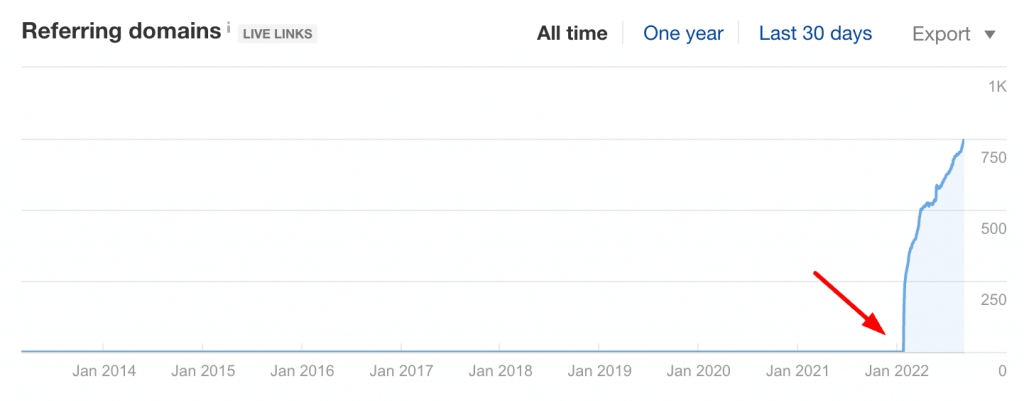 Referring domains i LIVE LINKS All time One year Last 30 days Export
1K
750
500
250
Jan 2014 Jan 2015 Jan 2016 Jan 2017 Jan 2018 Jan 2019 Jan 2020 Jan 2021 Jan 2022 0